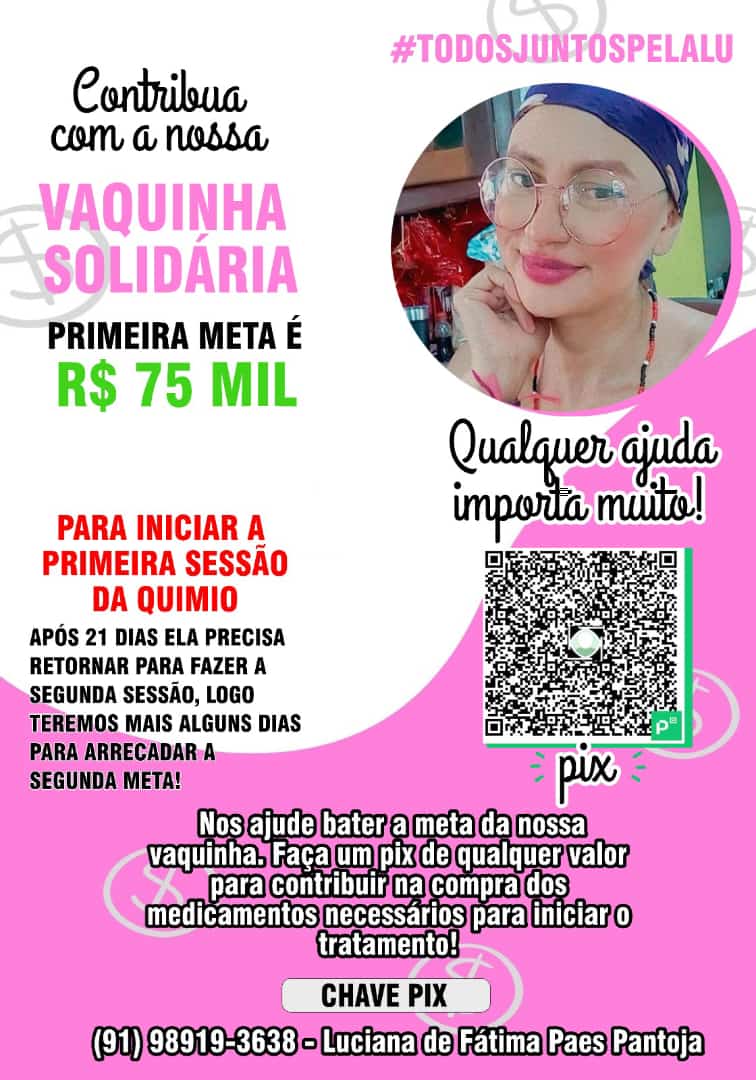 #TODOSJUNTOSPELALU
Contribua
com a nossa
VAQUINHA
SOLIDÁRIA
PRIMEIRA META É
R$ 75 MIL
Qualquer ajuda
importa muito!
PARA INICIAR A
PRIMEIRA SESSÃO
DA QUIMIO
APÓS 21 DIAS ELA PRECISA
RETORNAR PARA FAZER A
SEGUNDA SESSÃO, LOGO
TEREMOS MAIS ALGUNS DIAS
PARA ARRECADAR A
SEGUNDA META!
P
pix
Nos ajude bater a meta da nossa
vaquinha. Faça um pix de qualquer valor
para contribuir na compra dos
medicamentos necessários para iniciar o
tratamento!
CHAVE PIX
(91) 98919-3638 - Luciana de Fátima Paes Pantoja